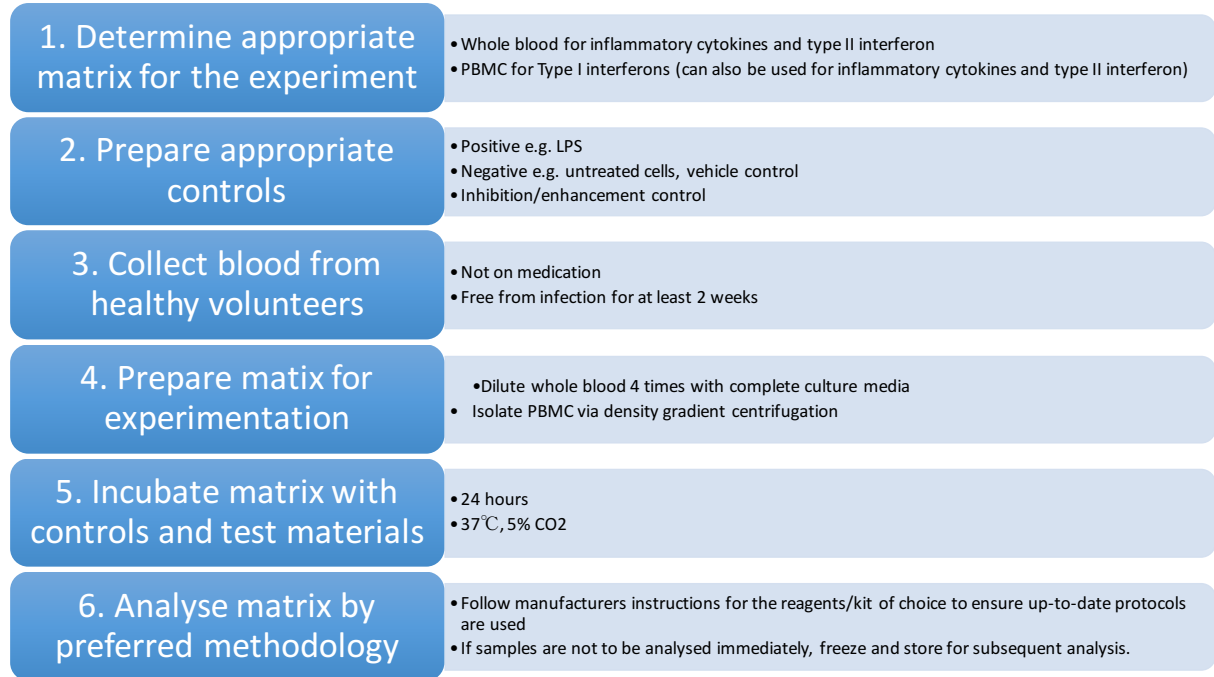 1. Determine appropriate
matrix for the experiment
•Whole blood for inflammatory cytokines and type II interferon
•PBMC for Type I interferons (can also be used for inflammatory cytokines and type II interferon)
2. Prepare appropriate
controls
•Positive e.g. LPS
•Negative e.g. untreated cells, vehicle control
•Inhibition/enhancement control
3. Collect blood from
healthy volunteers
•Not on medication
•Free from infection for at least 2 weeks
4. Prepare matix for
experimentation
•Dilute whole blood 4 times with complete culture media
• Isolate PBMC via density gradient centrifugation
5. Incubate matrix with
controls and test materials
•24 hours
•37℃, 5% CO2
6. Analyse matrix by
preferred methodology
•Follow manufacturers instructions for the reagents/kit of choice to ensure up-to-date protocols
are used
•If samples are not to be analysed immediately, freeze and store for subsequent analysis.